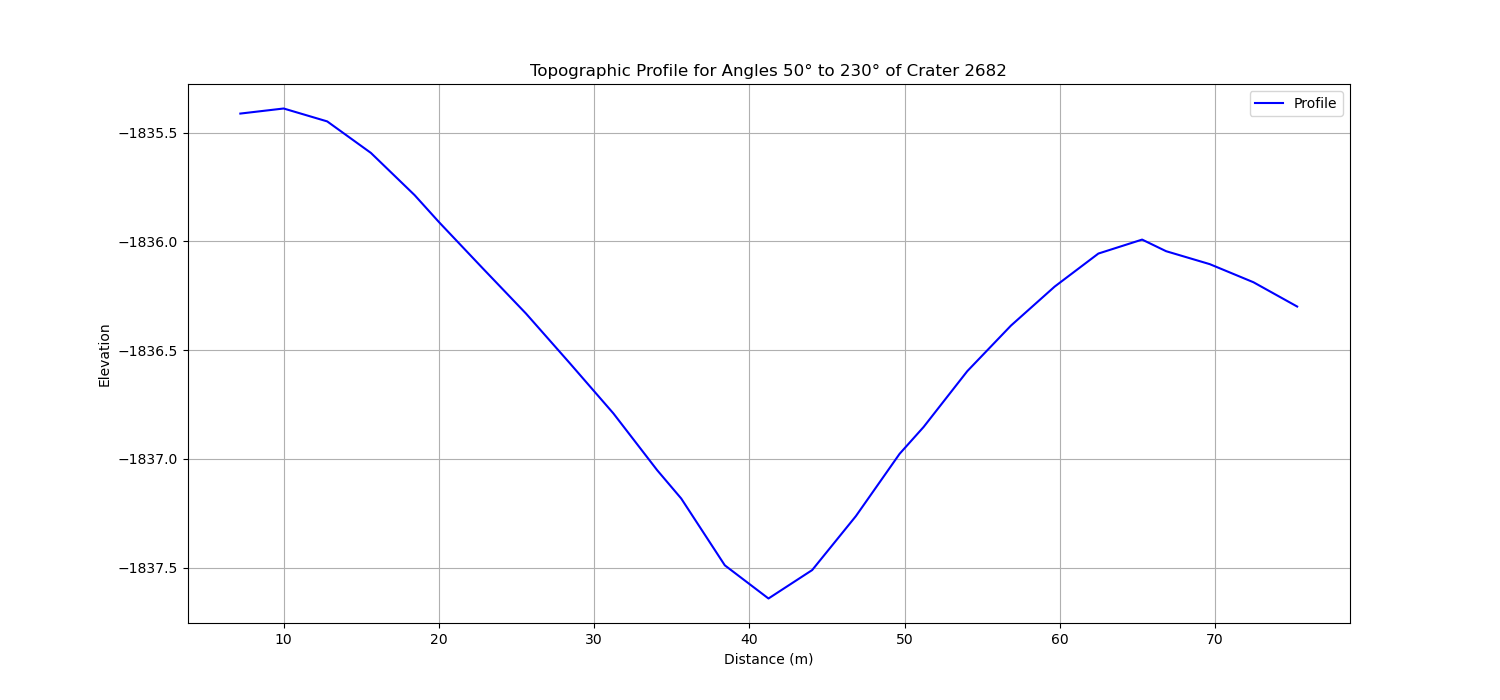 Topographic Profile for Angles 50° to 230° of Crater 2682
Profile
−1835.5
−1836.0
−1836.5
−1837.0
−1837.5
Elevation
10 20 30 40 50 60 70
Distance (m)